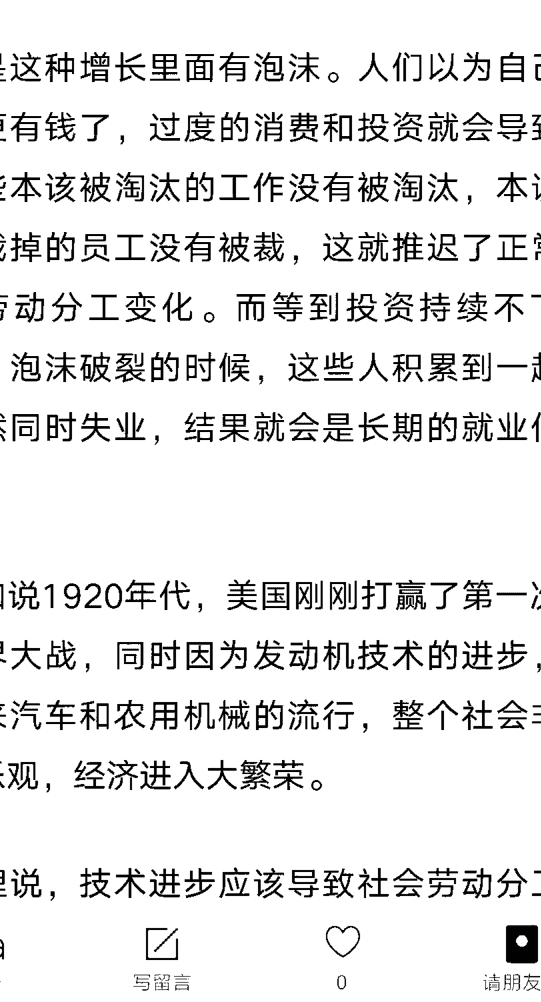 这种增长里面有泡沫。人们以为自
有钱了，过度的消费和投资就会导
本该被淘汰的工作没有被淘汰，本
掉的员工没有被裁，这就推迟了正
劳动分工变化。而等到投资持续不
，泡沫破裂的时候，这些人积累到一
同时失业，结果就会是长期的就业
说1920年代，美国刚刚打赢了第一
大战，同时因为发动机技术的进步，
汽车和农用机械的流行，整个社会
乐观，经济进入大繁荣。
说，技术进步应该导致社会劳动分
写留言
0
请朋友